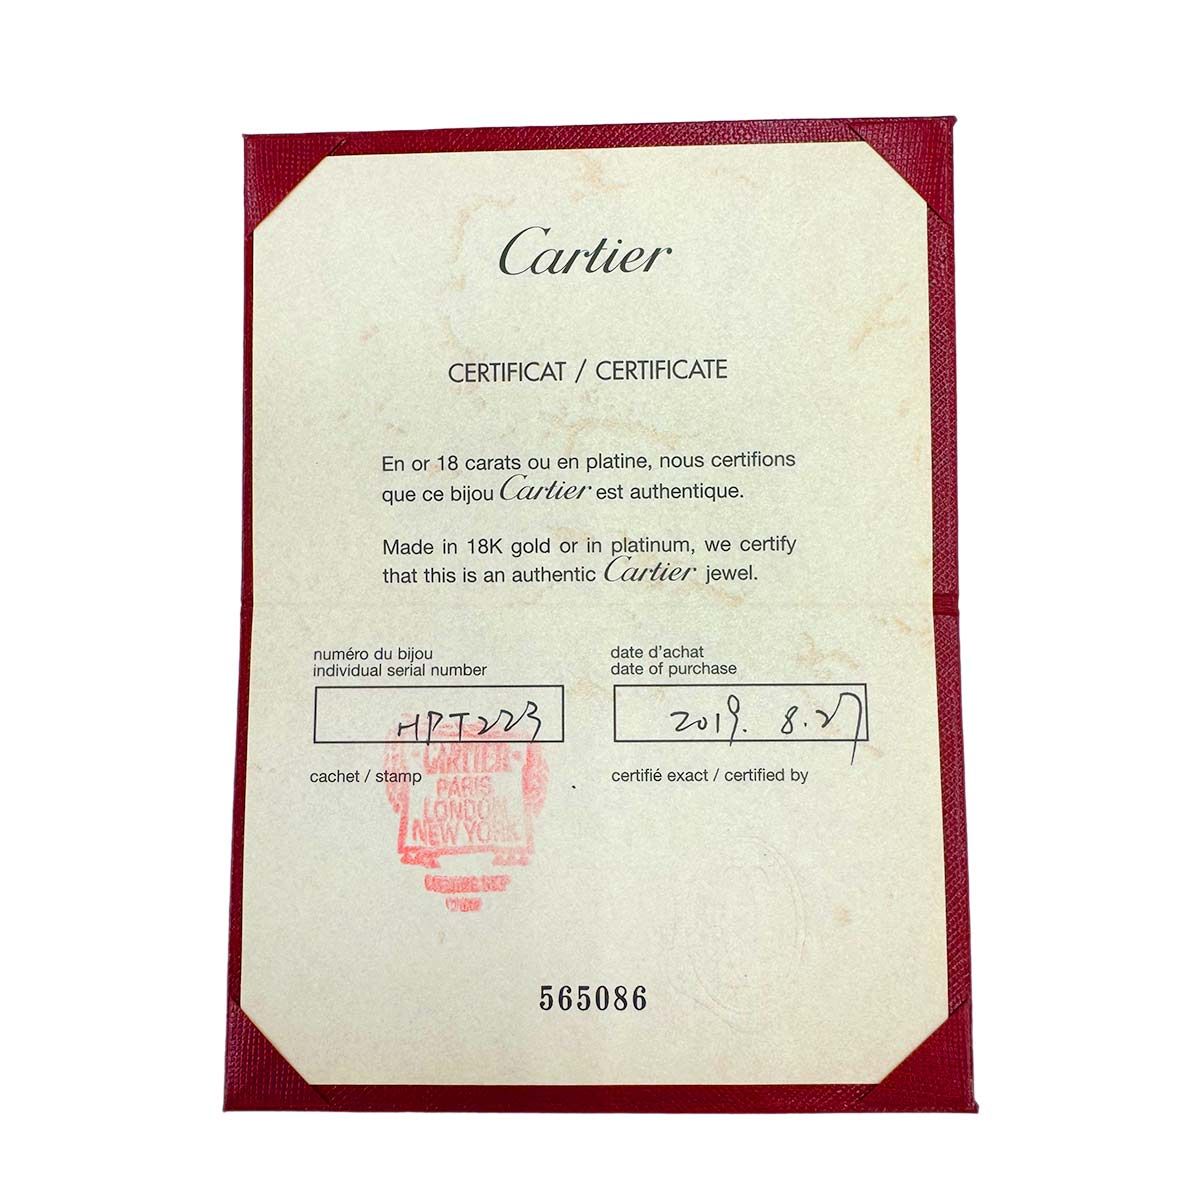 Cartier
CERTIFICAT / CERTIFICATE
En or 18 carats ou en platine, nous certifions
que ce bijou Cartier est authentique.
Made in 18K gold or in platinum, we certify
that this is an authentic Cartier jewel.
numéro du bijou
individual serial number
HPT223
date d'achat
date of purchase
2019. 8.27
cachet / stamp
certifié exact / certified by
CARTIER
PARIS
LONDON
NEW YORK
565086